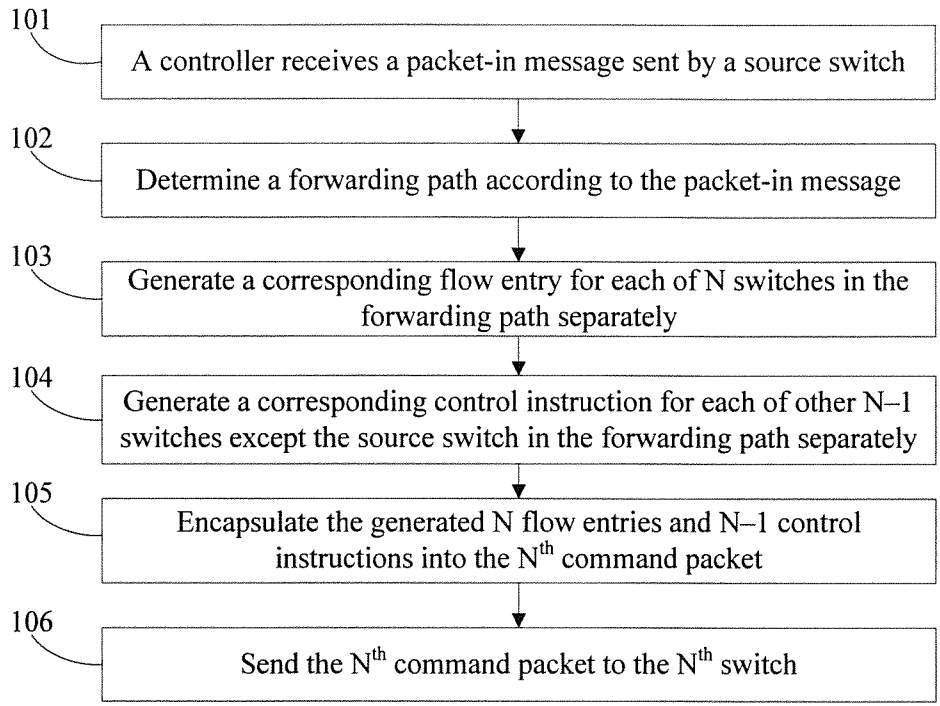 101
A controller receives a packet-in message sent by a source switch
102
Determine a forwarding path according to the packet-in message
103
Generate a corresponding flow entry for each of N switches in the
forwarding path separately
104
Generate a corresponding control instruction for each of other N–1
switches except the source switch in the forwarding path separately
105
Encapsulate the generated N flow entries and N–1 control
instructions into the Nth command packet
106
Send the Nth command packet to the Nth switch